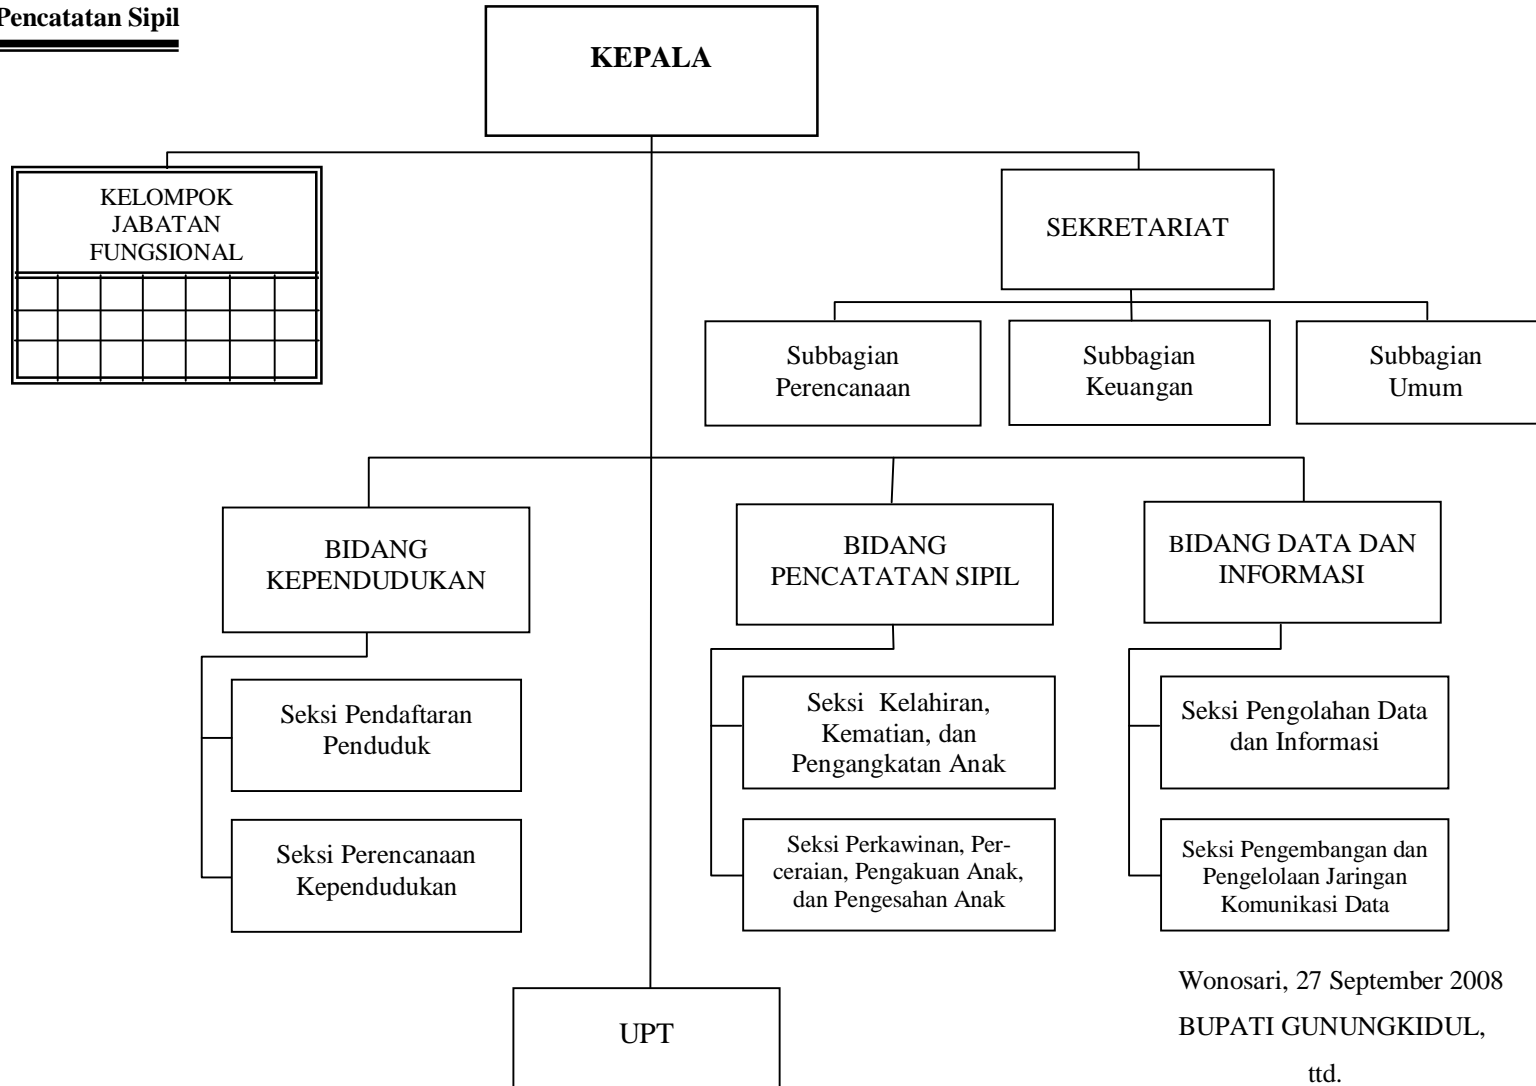 Pencatatan Sipil
KEPALA
KELOMPOK
JABATAN
FUNGSIONAL
SEKRETARIAT
Subbagian
Perencanaan
Subbagian
Keuangan
Subbagian
Umum
BIDANG
KEPENDUDUKAN
BIDANG
PENCATATAN SIPIL
BIDANG DATA DAN
INFORMASI
Seksi Pendaftaran
Penduduk
Seksi Kelahiran,
Kematian, dan
Pengangkatan Anak
Seksi Pengolahan Data
dan Informasi
Seksi Perencanaan
Kependudukan
Seksi Perkawinan, Per-
ceraian, Pengakuan Anak,
dan Pengesahan Anak
Seksi Pengembangan dan
Pengelolaan Jaringan
Komunikasi Data
UPT
Wonosari, 27 September 2008
BUPATI GUNUNGKIDUL,
ttd.